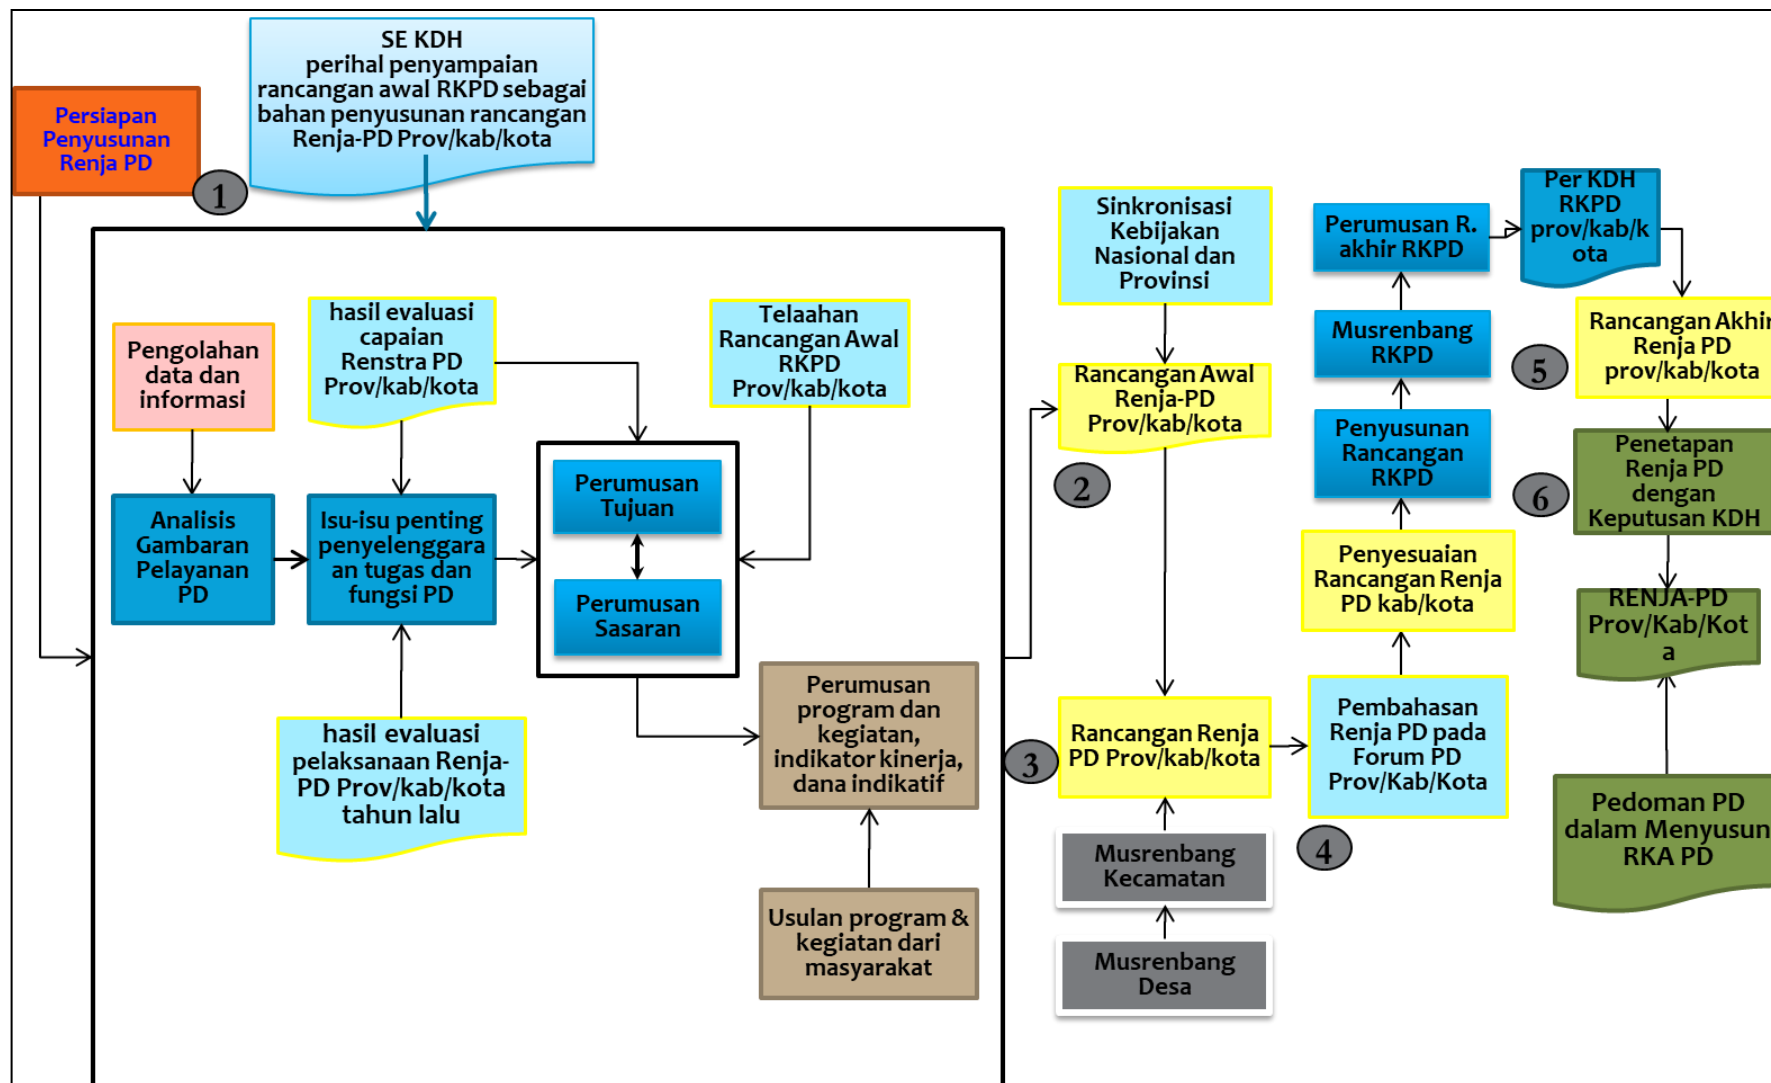 SE KDH
perihal penyampaian
rancangan awal RKPD sebagai
bahan penyusunan rancangan
Renja-PD Prov/kab/kota
Persiapan
Penyusunan
Renja PD
1
Pengolahan
data dan
informasi
hasil evaluasi
capaian
Renstra PD
Prov/kab/kota
Telaahan
Rancangan Awal
RKPD
Prov/kab/kota
Analisis
Gambaran
Pelayanan
PD
Isu-isu penting
penyelenggara
an tugas dan
fungsi PD
Perumusan
Tujuan
Perumusan
Sasaran
hasil evaluasi
pelaksanaan Renja-
PD Prov/kab/kota
tahun lalu
Perumusan
program dan
kegiatan,
indikator kinerja,
dana indikatif
Usulan program &
kegiatan dari
masyarakat
Sinkronisasi
Kebijakan
Nasional dan
Provinsi
Rancangan Awal
Renja-PD
Prov/kab/kota
2
Rancangan Renja
PD Prov/kab/kota
3
Musrenbang
Kecamatan
Musrenbang
Desa
Pembahasan
Renja PD pada
Forum PD
Prov/Kab/Kota
4
Penyesuaian
Rancangan Renja
PD kab/kota
Penyusunan
Rancangan
RKPD
Musrenbang
RKPD
Perumusan R.
akhir RKPD
Per KDH
RKPD
prov/kab/k
ota
Rancangan Akhir
Renja PD
prov/kab/kota
5
Penetapan
Renja PD
dengan
Keputusan KDH
6
RENJA-PD
Prov/Kab/Kot
a
Pedoman PD
dalam Menyusun
RKA PD